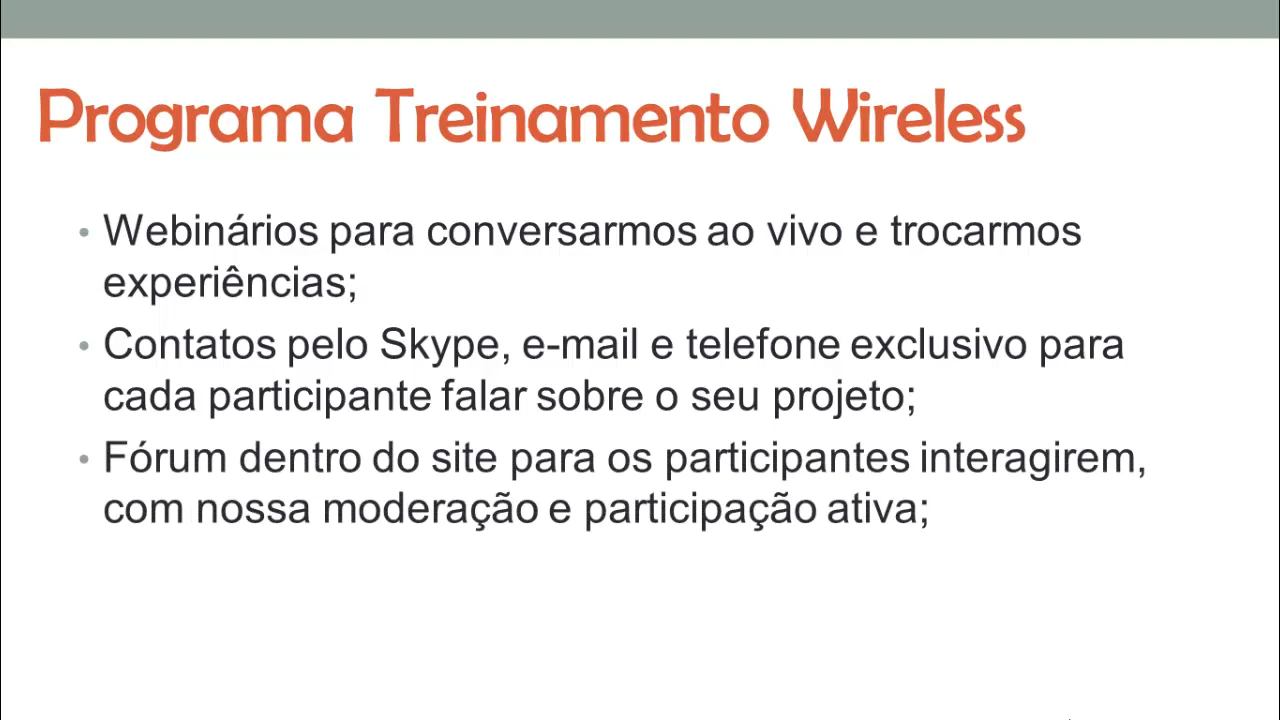 Programa Treinamento Wireless
• Webinários para conversarmos ao vivo e trocarmos
experiências;
• Contatos pelo Skype, e-mail e telefone exclusivo para
cada participante falar sobre o seu projeto;
• Fórum dentro do site para os participantes interagirem,
com nossa moderação e participação ativa;